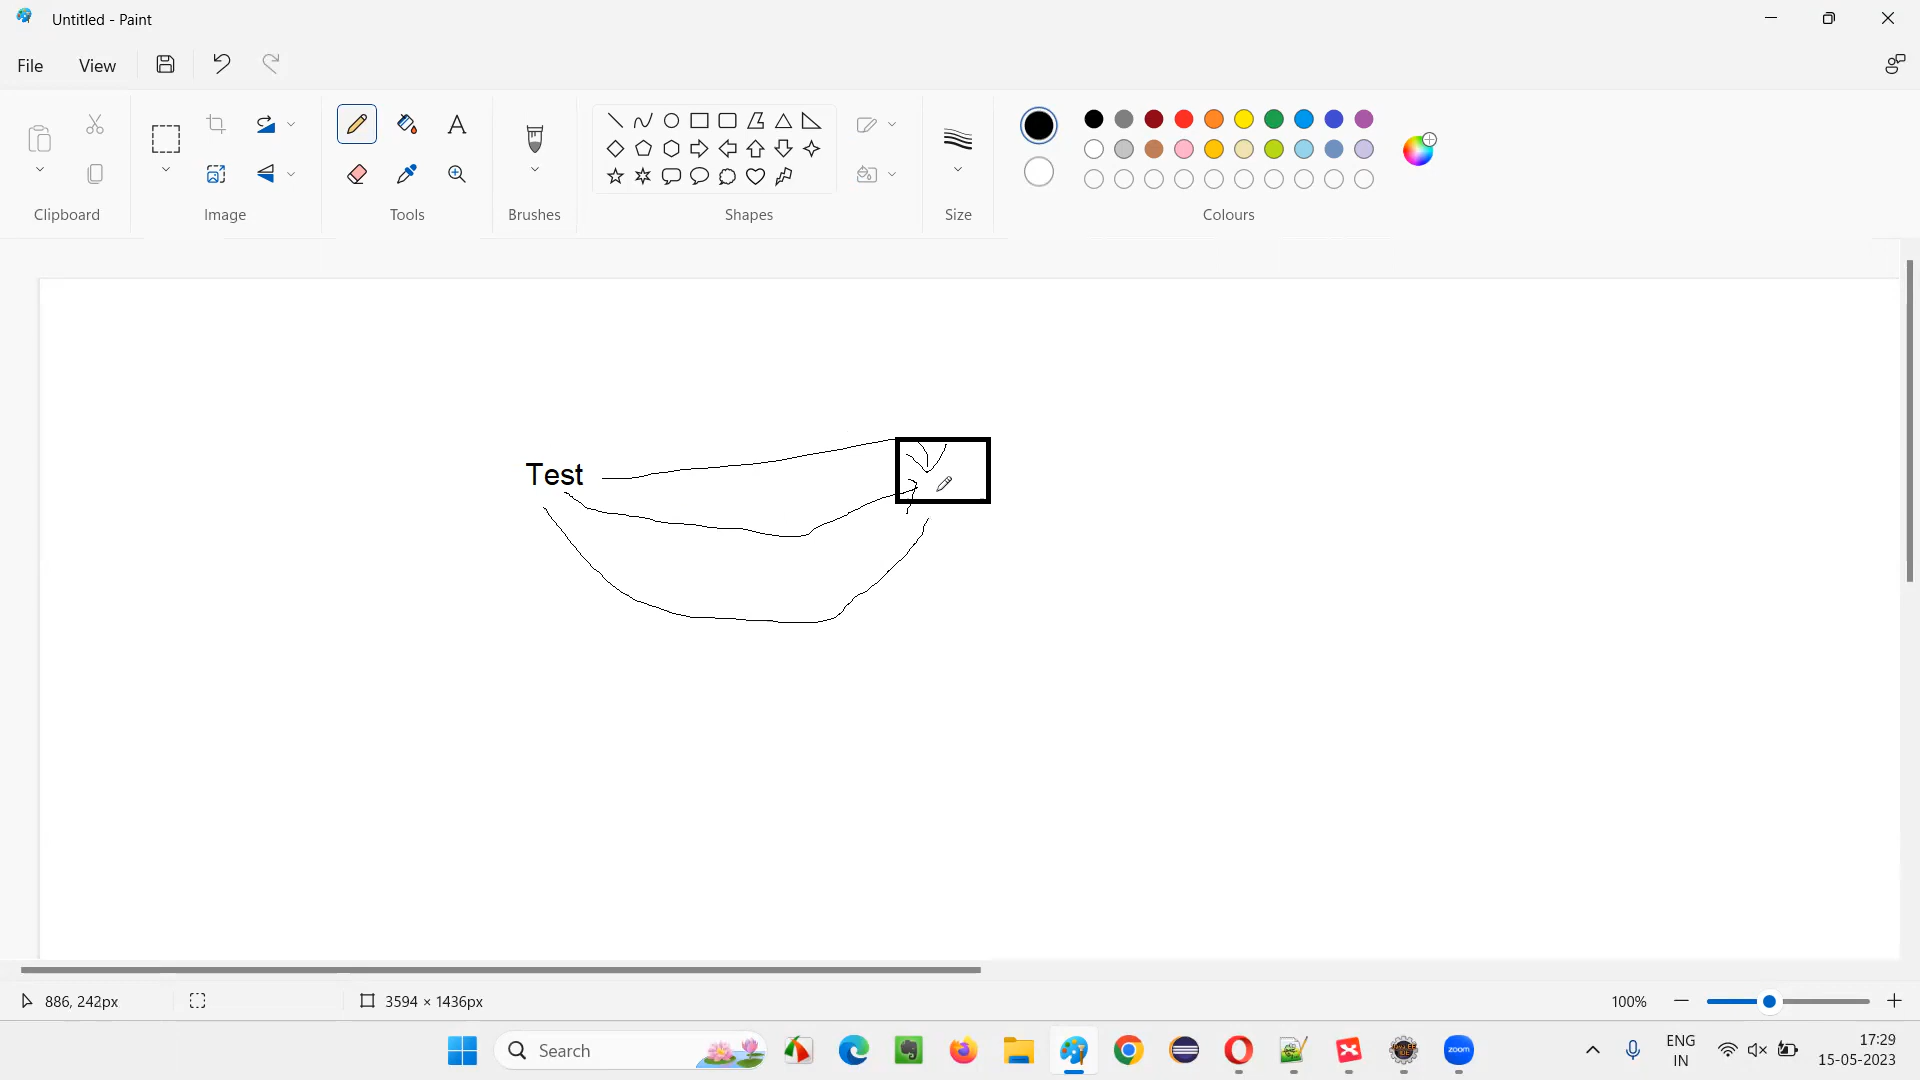 Untitled - Paint
File
View
Clipboard
Image
Tools
Brushes
Shapes
Size
Colours
Test
886, 242px
3594 × 1436px
100%
Search
zoom
ENG
IN
17:29
15-05-2023